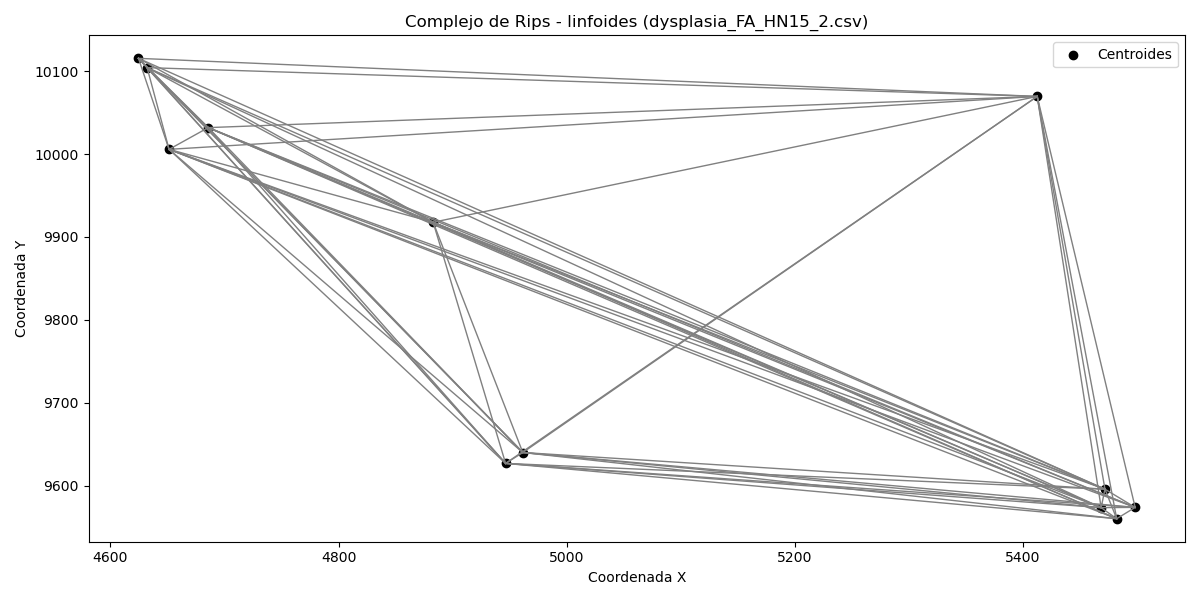 Complejo de Rips - linfoides (dysplasia_FA_HN15_2.csv)
Centroides
10100
10000
9900
9800
9700
9600
Coordenada Y
4600 4800 5000 5200 5400
Coordenada X